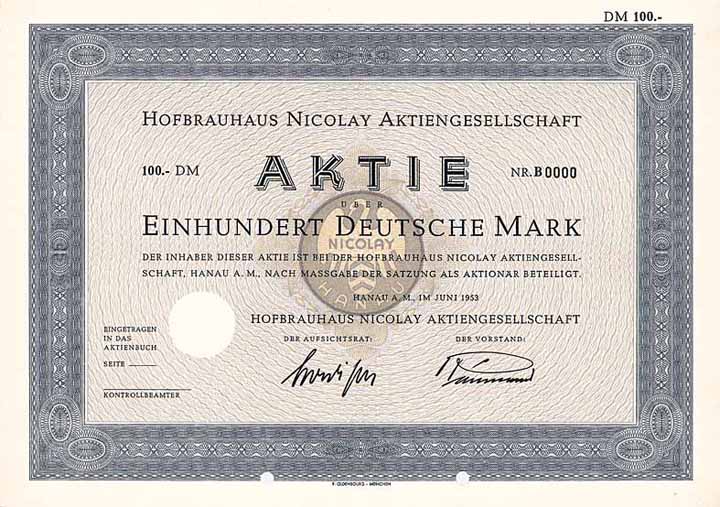 DM 100.-
HOFBRAUHAUS NICOLAY AKTIENGESELLSCHAFT
100.- DM
AKTIE
NR. B 0000
ÜBER
EINHUNDERT DEUTSCHE MARK
NICOLAY
HANAU
DER INHABER DIESER AKTIE IST BEI DER HOFBRAUHAUS NICOLAY AKTIENGESELL-
SCHAFT, HANAU A. M., NACH MASSGABE DER SATZUNG ALS AKTIONÄR BETEILIGT.
HANAU A. M., IM JUNI 1953
HOFBRAUHAUS NICOLAY AKTIENGESELLSCHAFT
DER AUFSICHTSRAT:
DER VORSTAND:
EINGETRAGEN
IN DAS
AKTIENBUCH
SEITE
KONTROLLBEAMTER
R. OLDENBOURG - MÜNCHEN